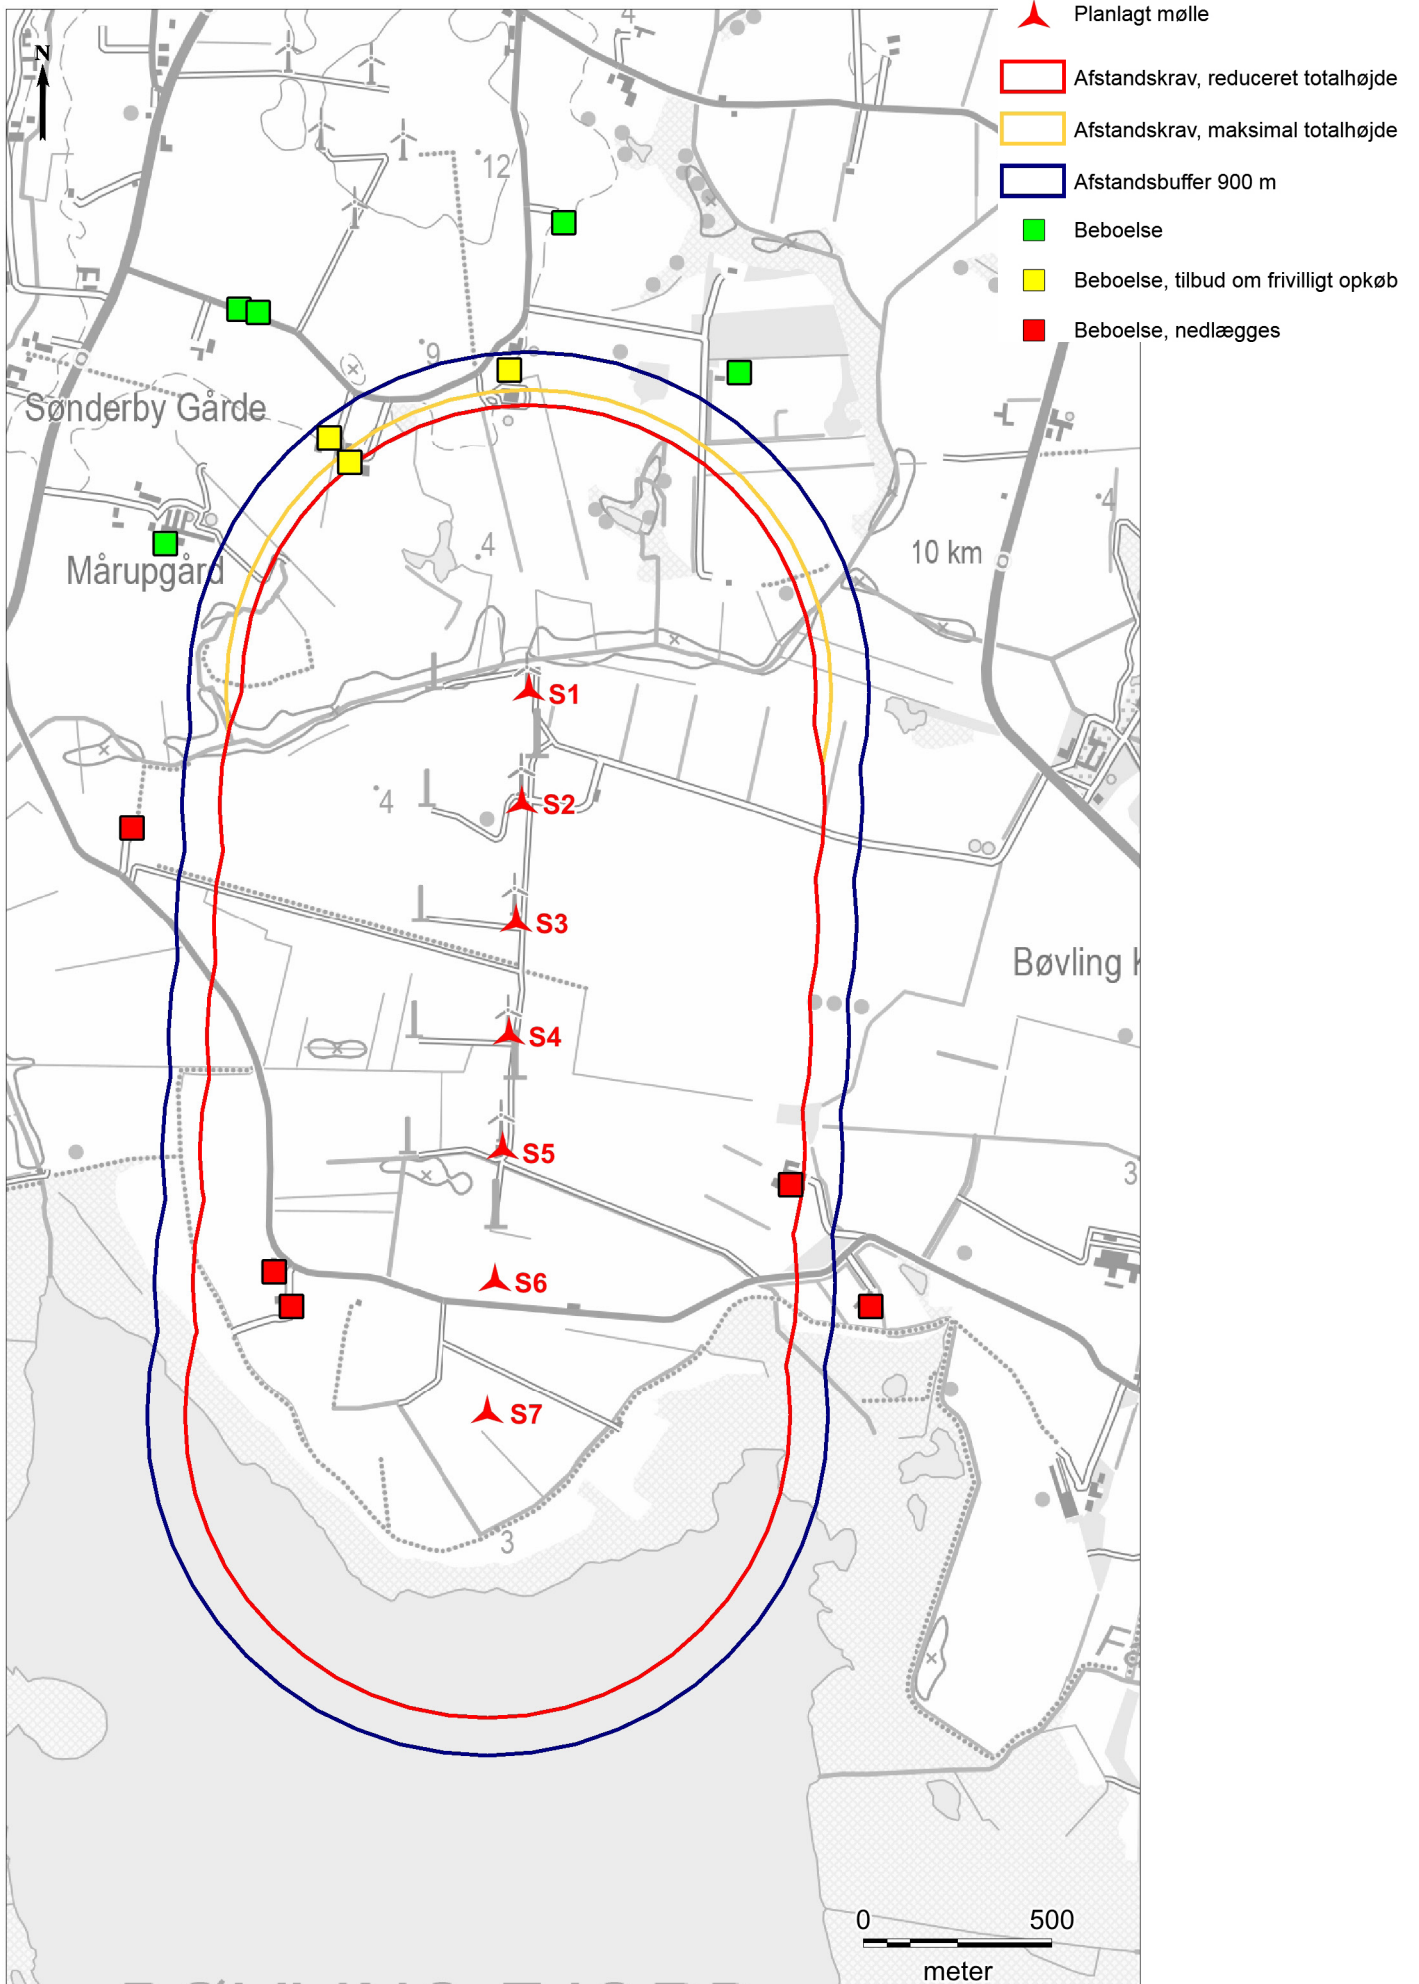 Planlagt mølle
Afstandskrav, reduceret totalhøjde
Afstandskrav, maksimal totalhøjde
Afstandsbuffer 900 m
Beboelse
Beboelse, tilbud om frivilligt opkøb
Beboelse, nedlægges
N
4
12
9
Sønderby Gårde
4
4
10 km
Mårupgård
S1
4
S2
S3
Bøvling
S4
S5
3
S6
S7
3
0 500
meter